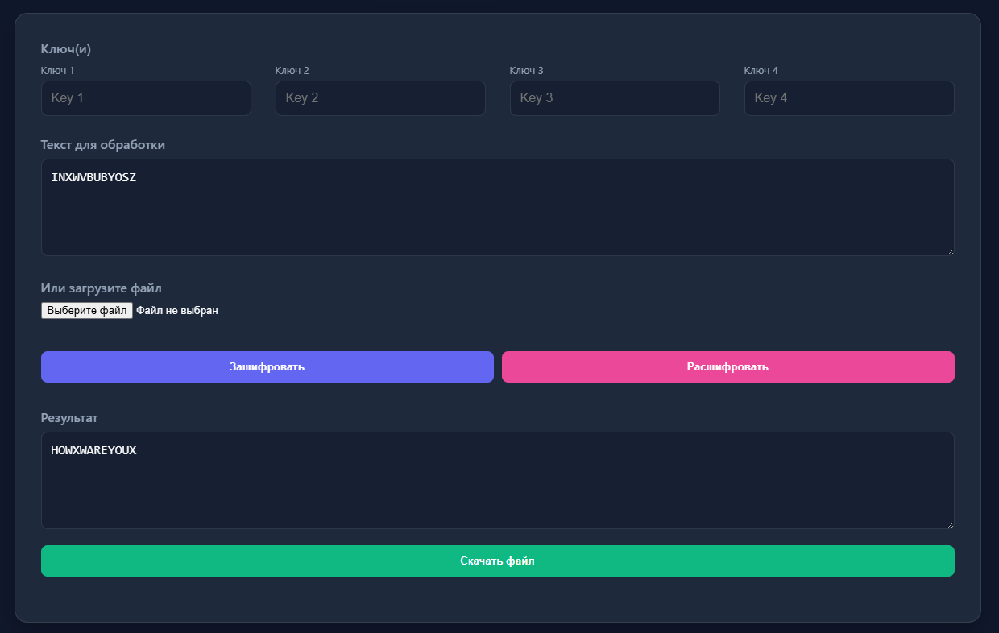 Ключ(и)
Ключ 1 Ключ 2 Ключ 3 Ключ 4
Key 1 Key 2 Key 3 Key 4
Текст для обработки
INXWVBUBYOSZ
Или загрузите файл
Выберите файл Файл не выбран
Зашифровать Расшифровать
Результат
HOWXWAREYOUX
Скачать файл